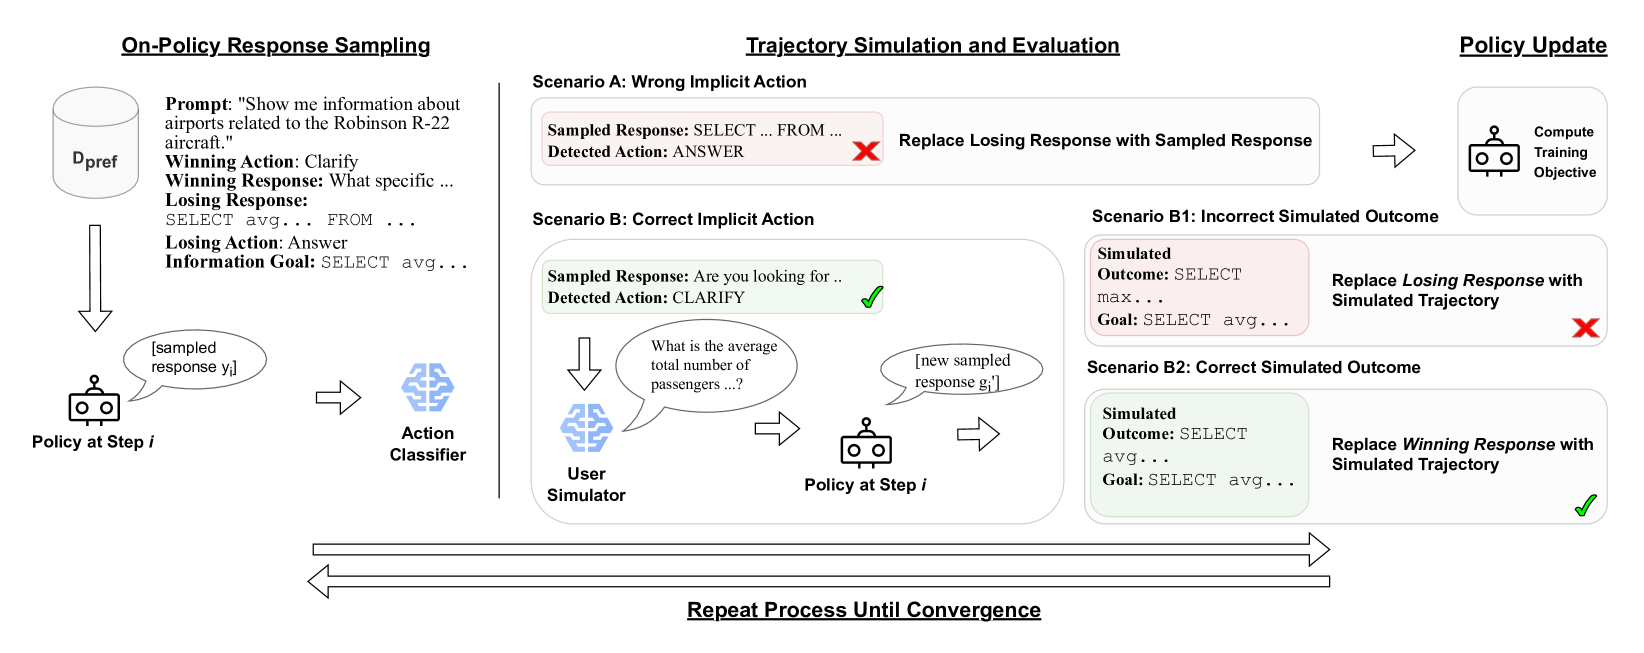 On-Policy Response Sampling
Dpref
Prompt: "Show me information about
airports related to the Robinson R-22
aircraft."
Winning Action: Clarify
Winning Response: What specific ...
Losing Response:
SELECT avg... FROM ...
Losing Action: Answer
Information Goal: SELECT avg...
[sampled
response yi]
Policy at Step i
Action
Classifier
Trajectory Simulation and Evaluation
Scenario A: Wrong Implicit Action
Sampled Response: SELECT ... FROM ...
Detected Action: ANSWER
Replace Losing Response with Sampled Response
Scenario B: Correct Implicit Action
Sampled Response: Are you looking for ..
Detected Action: CLARIFY
What is the average
total number of
passengers ...?
User
Simulator
[new sampled
response gi']
Policy at Step i
Scenario B1: Incorrect Simulated Outcome
Simulated
Outcome: SELECT
max...
Goal: SELECT avg...
Replace Losing Response with
Simulated Trajectory
Scenario B2: Correct Simulated Outcome
Simulated
Outcome: SELECT
avg...
Goal: SELECT avg...
Replace Winning Response with
Simulated Trajectory
Policy Update
Compute
Training
Objective
Repeat Process Until Convergence